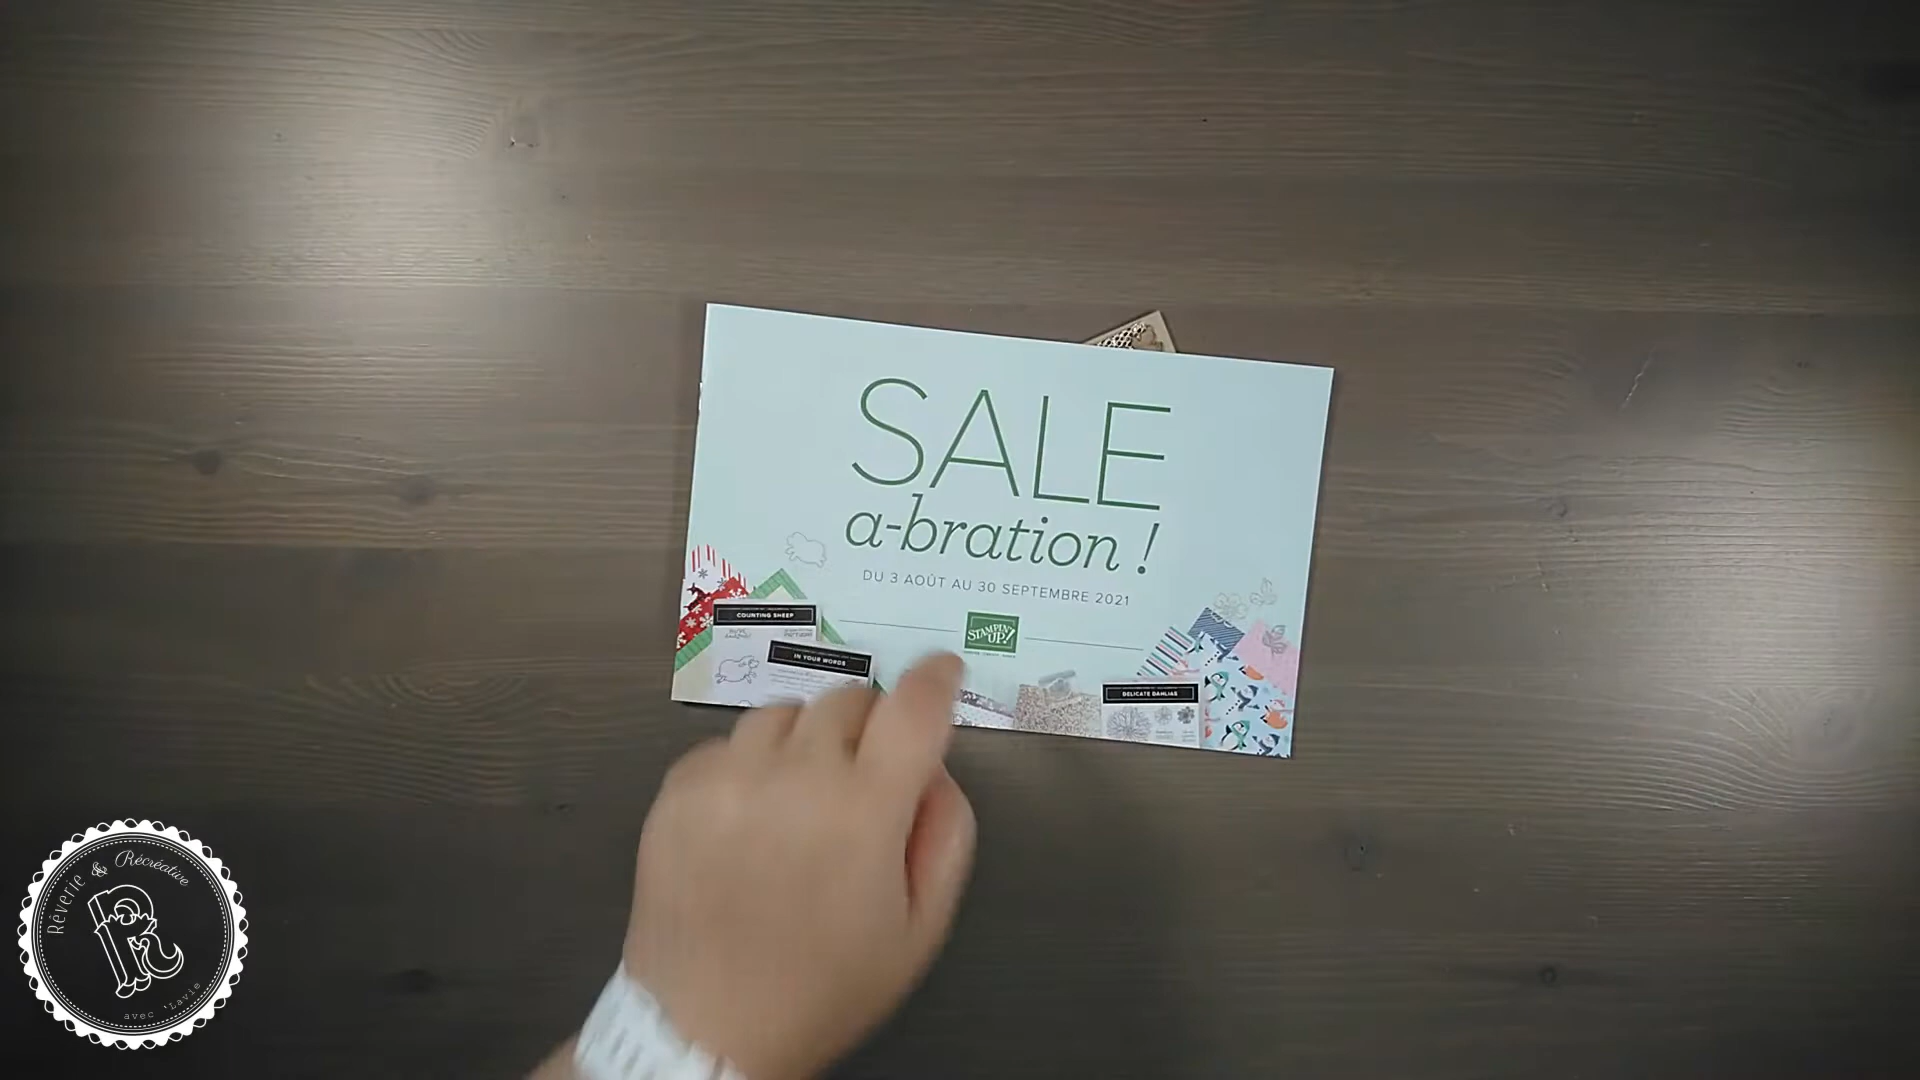 SALE
a-bration !
DU 3 AOÛT AU 30 SEPTEMBRE 2021
STAMPIN'
UP!
COUNTING SHEEP
IN YOUR WORDS
DELICATE DAHLIAS
Rêverie & Récréative
R
avec 'Lavie